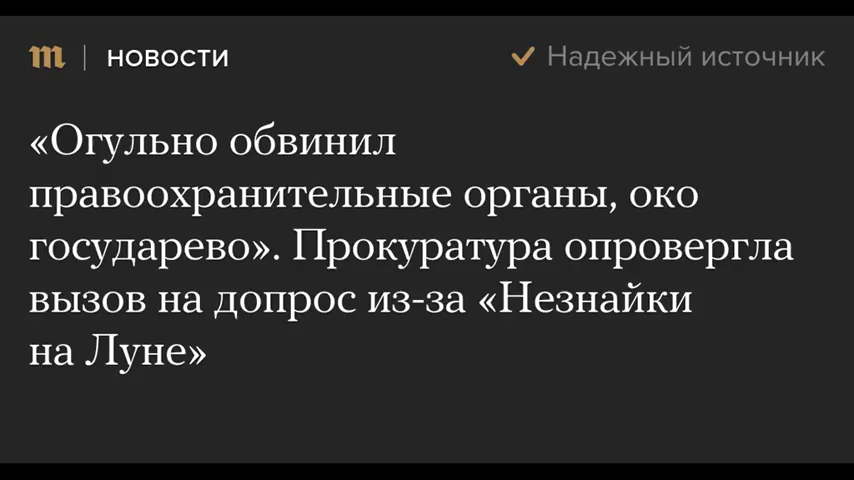 m | НОВОСТИ
Надежный источник
«Огульно обвинил
правоохранительные органы, око
государево». Прокуратура опровергла
вызов на допрос из-за «Незнайки
на Луне»